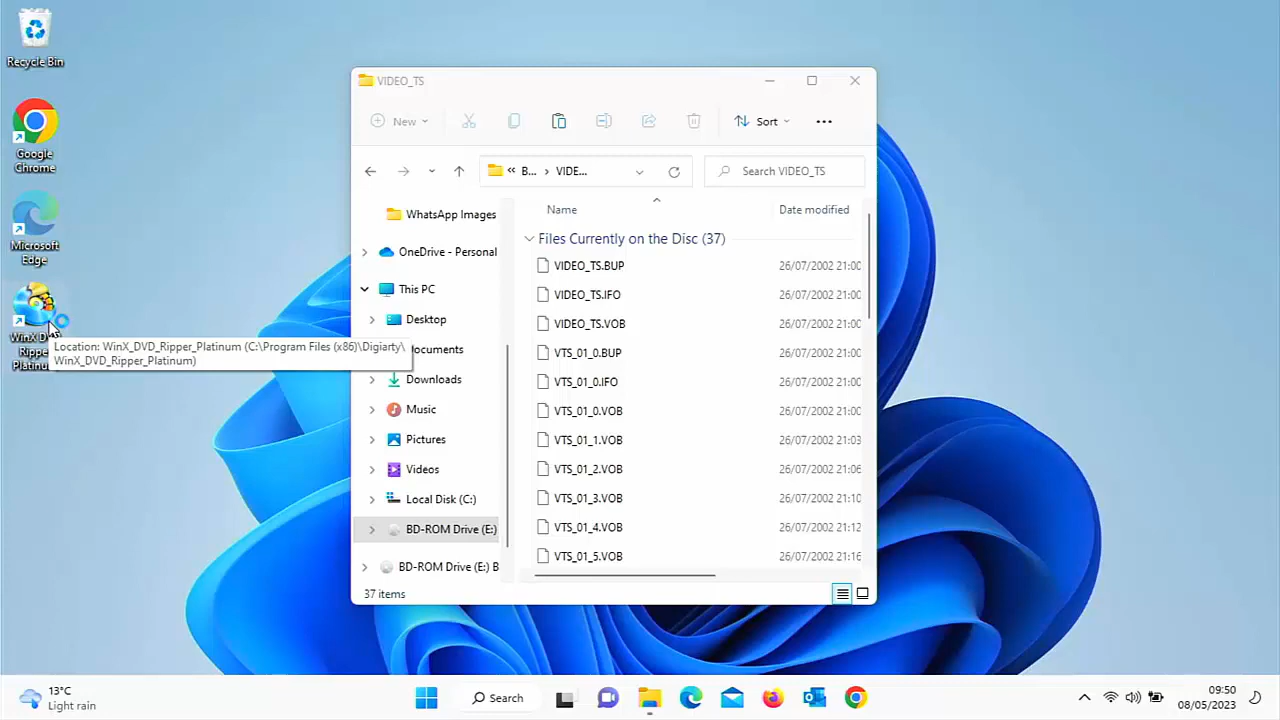 Recycle Bin
Google
Chrome
Microsoft
Edge
WinX D
Rippe
Platinum
Location: WinX_DVD_Ripper_Platinum (C:\Program Files (x86)\Digiarty\
WinX_DVD_Ripper_Platinum)
VIDEO_TS
New
Sort
« B... › VIDE...
Search VIDEO_TS
WhatsApp Images
OneDrive - Personal
This PC
Desktop
ocuments
Downloads
Music
Pictures
Videos
Local Disk (C:)
BD-ROM Drive (E:)
BD-ROM Drive (E:) B
Name Date modified
Files Currently on the Disc (37)
VIDEO_TS.BUP 26/07/2002 21:00
VIDEO_TS.IFO 26/07/2002 21:00
VIDEO_TS.VOB 26/07/2002 21:00
VTS_01_0.BUP 26/07/2002 21:00
VTS_01_0.IFO 26/07/2002 21:00
VTS_01_0.VOB 26/07/2002 21:00
VTS_01_1.VOB 26/07/2002 21:03
VTS_01_2.VOB 26/07/2002 21:06
VTS_01_3.VOB 26/07/2002 21:10
VTS_01_4.VOB 26/07/2002 21:12
VTS_01_5.VOB 26/07/2002 21:16
37 items
13°C
Light rain
Search
09:50
08/05/2023